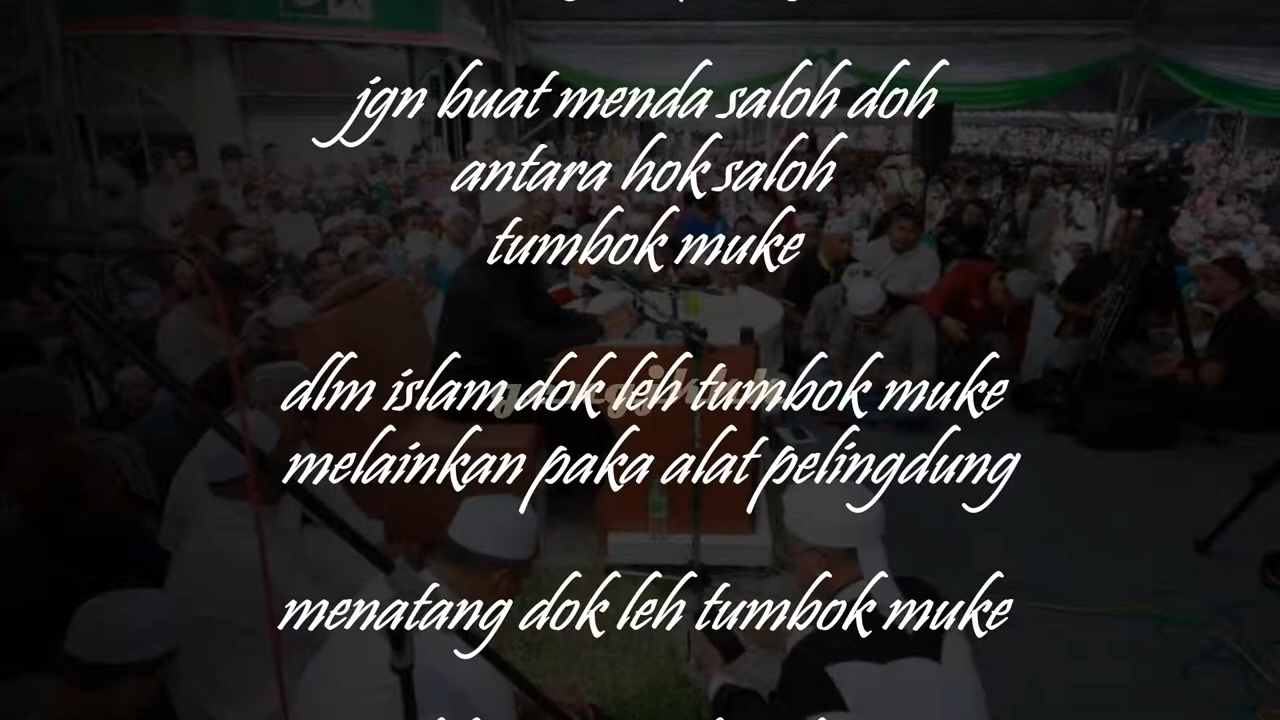 jgn buat menda saloh doh
antara hok saloh
tumbok muke
dlm islam dok leh tumbok muke
melainkan paka alat pelingdung
menatang dok leh tumbok muke